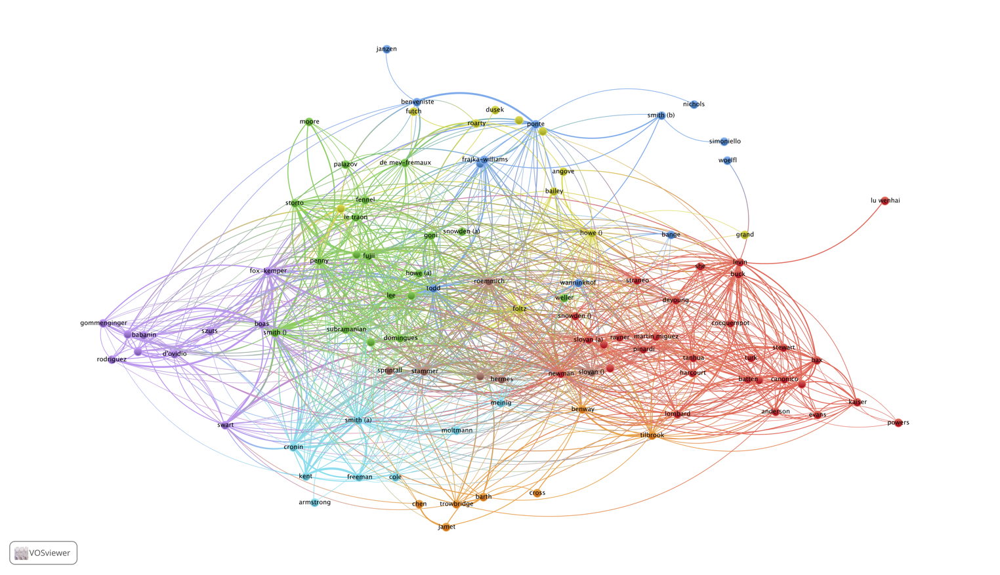 janzen
benveniste
futch
dusek
nichols
moore
roarty
ponte
smith (b)
simoniello
palazov
de mey-fremaux
frajka-williams
woelfl
angove
bailey
lu wenhai
storto
fennel
le traon
goni
snowden (a)
howe ()
bange
grand
penny
fujii
fox-kemper
howe (a)
todd
roemmich
wanninkhof
straneo
she
levin
buck
lee
weller
foltz
deyoung
gommenginger
boas
snowden ()
cocquempot
babanin
szuts
smith ()
subramanian
domingues
sloyan (a)
rayner
martin miguez
pinardi
stewart
rodriguez
d'ovidio
tanhua
turk
bax
sprintall
stammer
hermes
newman
sloyan ()
harcourt
batten
canonico
meinig
benway
lombard
anderson
evans
kaiser
powers
swart
smith (a)
moltmann
tilbrook
cronin
kent
freeman
cole
armstrong
chen
trowbridge
barth
cross
jamet
VOSviewer